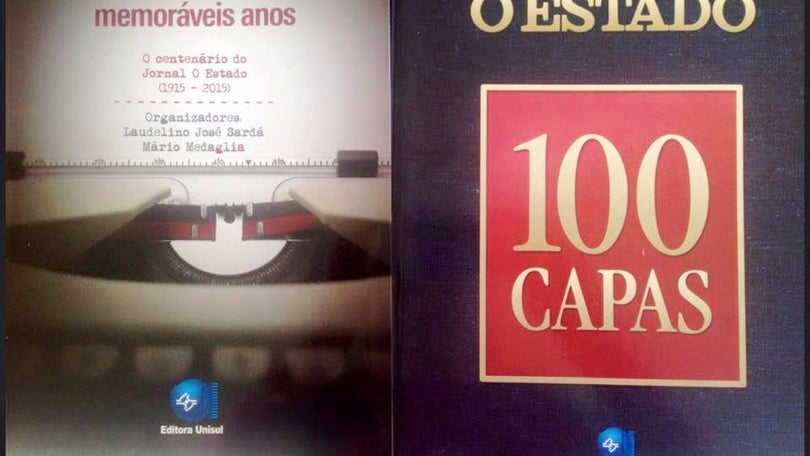 memoráveis anos
O centenário do
Jornal O Estado
(1915 - 2015)
Organizadores:
Laudelino José Sardá
Mário Medaglia
Editora Unisul
O ESTADO
100
CAPAS